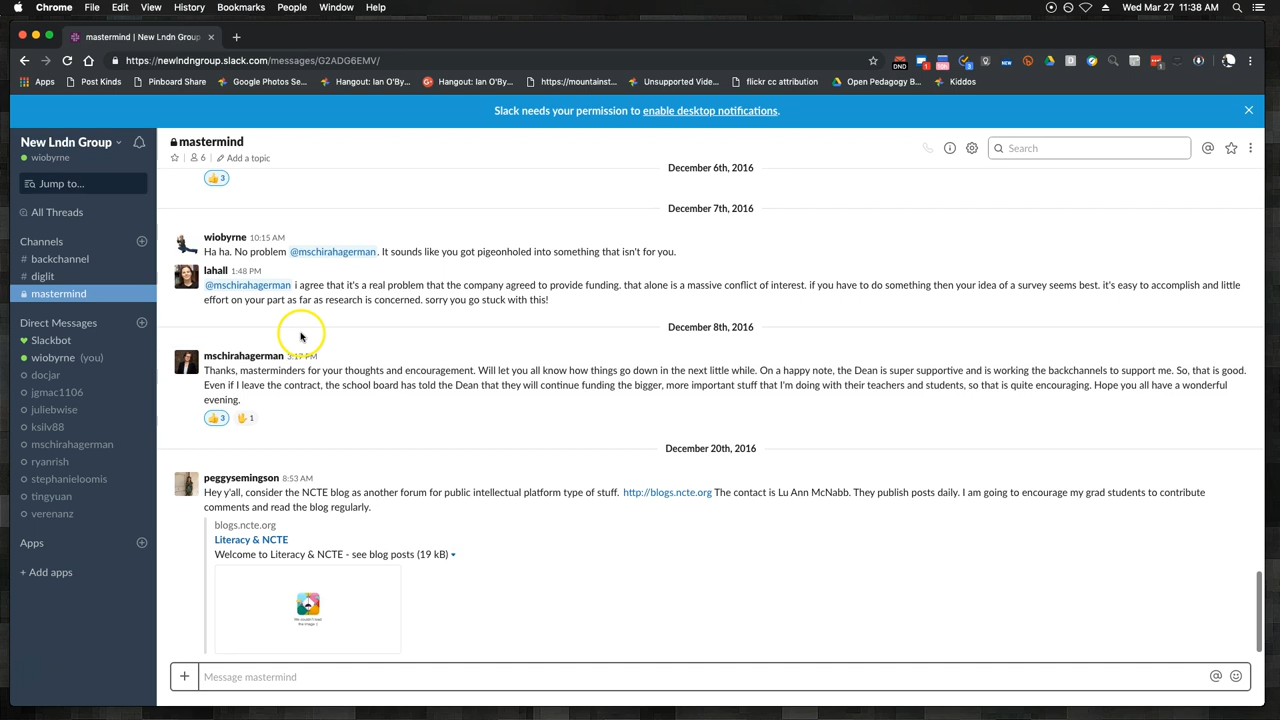 Chrome File Edit View History Bookmarks People Window Help
Wed Mar 27 11:38 AM
mastermind | New Lndn Group
https://newlndngroup.slack.com/messages/G2ADG6EMV/
Apps Post Kinds Pinboard Share Google Photos Se... Hangout: Ian O'By... Hangout: Ian O'By... https://mountainst... Unsupported Video... flickr cc attribution Open Pedagogy B... Kiddos
Slack needs your permission to enable desktop notifications.
New Lndn Group
wiobyrne
Jump to...
All Threads
Channels
# backchannel
# diglit
mastermind
Direct Messages
Slackbot
wiobyrne (you)
docjar
jgmac1106
juliebwise
ksilv88
mschirahagerman
ryanrish
stephanieloomis
tingyuan
verenanz
Apps
+ Add apps
mastermind
6 | Add a topic
Search
December 6th, 2016
3
December 7th, 2016
wiobyrne 10:15 AM
Ha ha. No problem @mschirahagerman. It sounds like you got pigeonholed into something that isn't for you.
lahall 1:48 PM
@mschirahagerman i agree that it's a real problem that the company agreed to provide funding. that alone is a massive conflict of interest. if you have to do something then your idea of a survey seems best. it's easy to accomplish and little
effort on your part as far as research is concerned. sorry you go stuck with this!
December 8th, 2016
mschirahagerman 3:17 PM
Thanks, masterminders for your thoughts and encouragement. Will let you all know how things go down in the next little while. On a happy note, the Dean is super supportive and is working the backchannels to support me. So, that is good.
Even if I leave the contract, the school board has told the Dean that they will continue funding the bigger, more important stuff that I'm doing with their teachers and students, so that is quite encouraging. Hope you all have a wonderful
evening.
3 1
December 20th, 2016
peggysemingson 8:53 AM
Hey y'all, consider the NCTE blog as another forum for public intellectual platform type of stuff. http://blogs.ncte.org The contact is Lu Ann McNabb. They publish posts daily. I am going to encourage my grad students to contribute
comments and read the blog regularly.
blogs.ncte.org
Literacy & NCTE
Welcome to Literacy & NCTE - see blog posts (19 kB)
We couldn't load
the image :(
Message mastermind